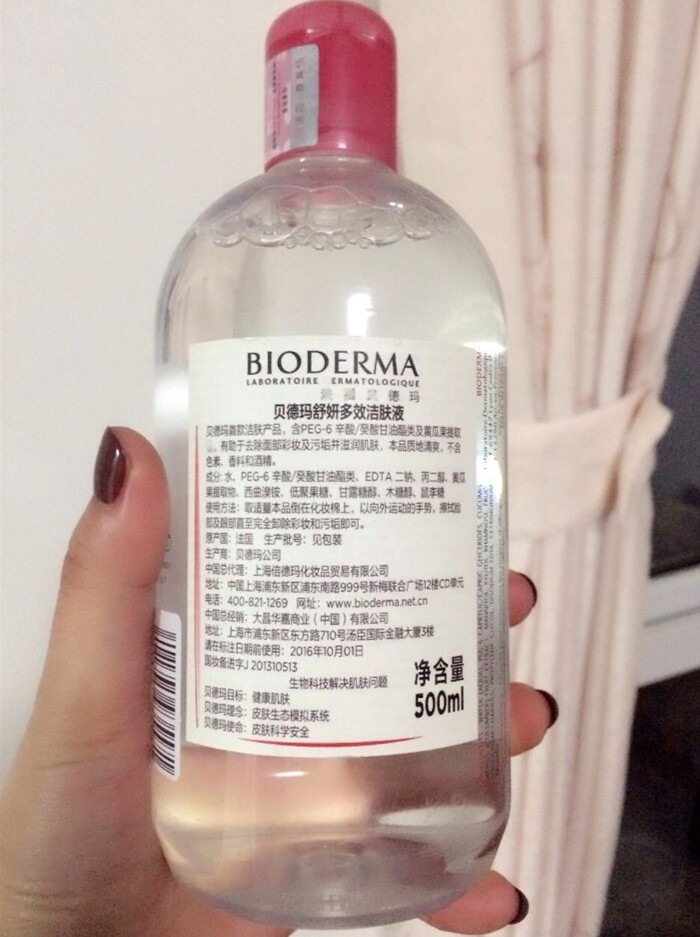 BIODERMA
LABORATOIRE ERMATOLOGIQUE
贝德玛
贝德玛舒妍多效洁肤液
贝德玛首款洁肤产品，含PEG-6 辛酸/癸酸甘油酯类及黄瓜果提取
，有助于去除面部彩妆及污垢并滋润肌肤，本品质地清爽，不含
色素、香料和酒精。
成分: 水、PEG-6 辛酸/癸酸甘油酯类、EDTA 二钠、丙二醇、黄瓜
果提取物、西曲溴铵、低聚果糖、甘露糖醇、木糖醇、鼠李糖
使用方法：取适量本品倒在化妆棉上，以向外运动的手势，擦拭脸
部及眼部直至完全卸除彩妆和污垢即可。
原产国：法国 生产批号：见包装
生产商：贝德玛公司
中国总代理：上海倍德玛化妆品贸易有限公司
地址：中国上海浦东新区浦东南路999号新梅联合广场12楼CD单元
电话：400-821-1269 网址：www.bioderma.net.cn
中国总经销：大昌华嘉商业（中国）有限公司
地址：上海市浦东新区东方路710号汤臣国际金融大厦3楼
请在标注日期前使用：2016年10月01日
国妆备进字J 201310513
生物科技解决肌肤问题
贝德玛目标：健康肌肤
贝德玛理念：皮肤生态模拟系统
贝德玛使命：皮肤科学安全
净含量
500ml
BIODERMA